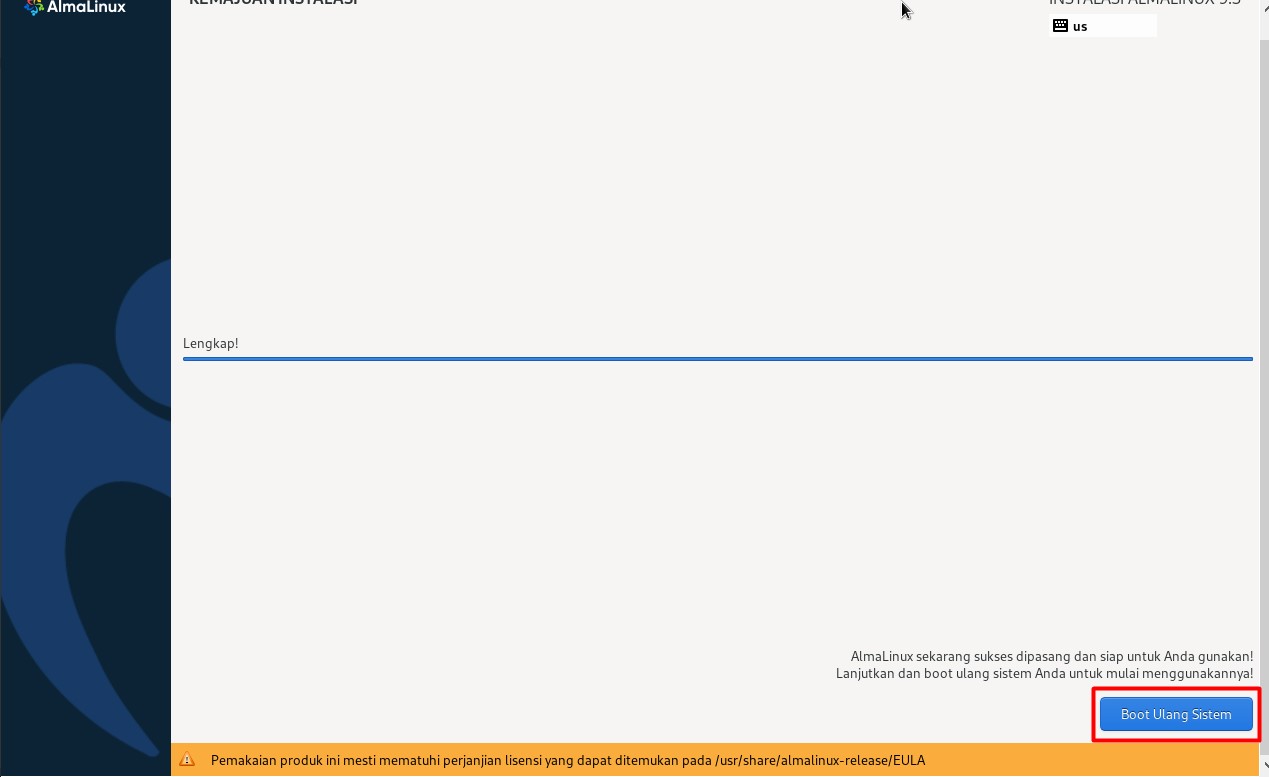 AlmaLinux
KEMAJUAN INSTALASI
INSTALASI ALMALINUX 9.3
us
Lengkap!
AlmaLinux sekarang sukses dipasang dan siap untuk Anda gunakan!
Lanjutkan dan boot ulang sistem Anda untuk mulai menggunakannya!
Boot Ulang Sistem
Pemakaian produk ini mesti mematuhi perjanjian lisensi yang dapat ditemukan pada /usr/share/almalinux-release/EULA